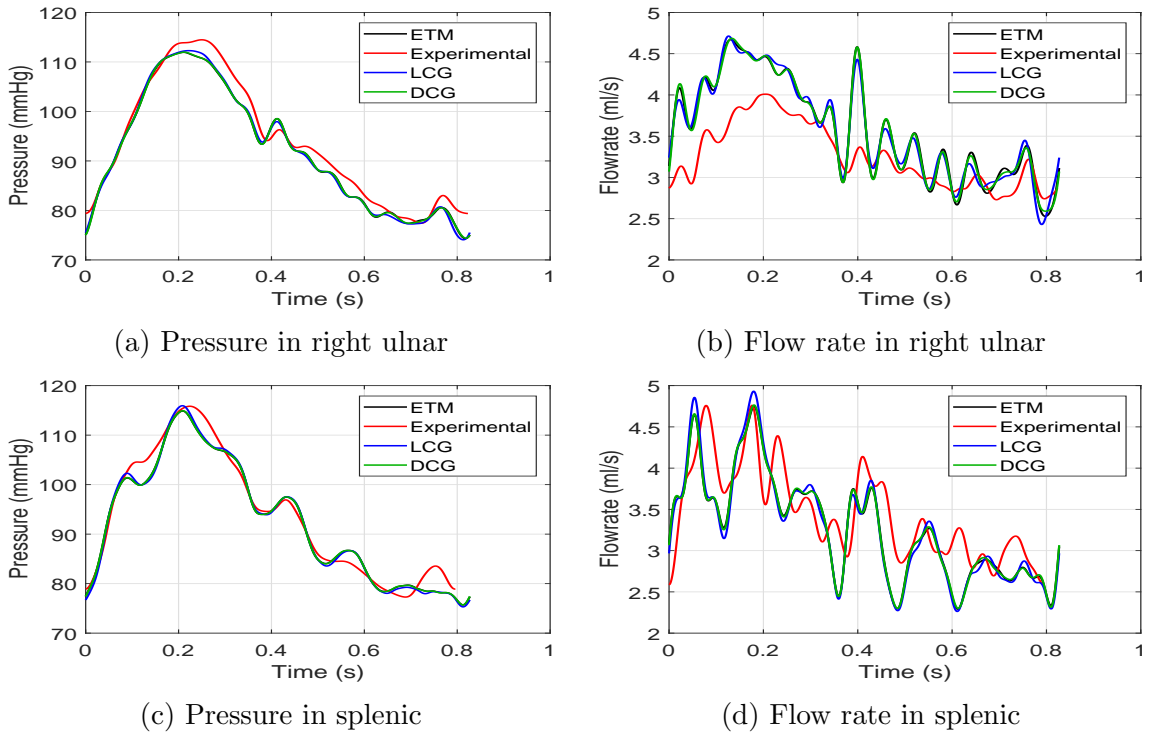 120
110
100
90
80
70
Pressure (mmHg)
ETM
Experimental
LCG
DCG
0
0.2
0.4
0.6
0.8
1
Time (s)
(a) Pressure in right ulnar
5
4.5
4
3.5
3
2.5
2
Flowrate (ml/s)
ETM
Experimental
LCG
DCG
0
0.2
0.4
0.6
0.8
1
Time (s)
(b) Flow rate in right ulnar
120
110
100
90
80
70
Pressure (mmHg)
ETM
Experimental
LCG
DCG
0
0.2
0.4
0.6
0.8
1
Time (s)
(c) Pressure in splenic
5
4.5
4
3.5
3
2.5
2
Flowrate (ml/s)
ETM
Experimental
LCG
DCG
0
0.2
0.4
0.6
0.8
1
Time (s)
(d) Flow rate in splenic